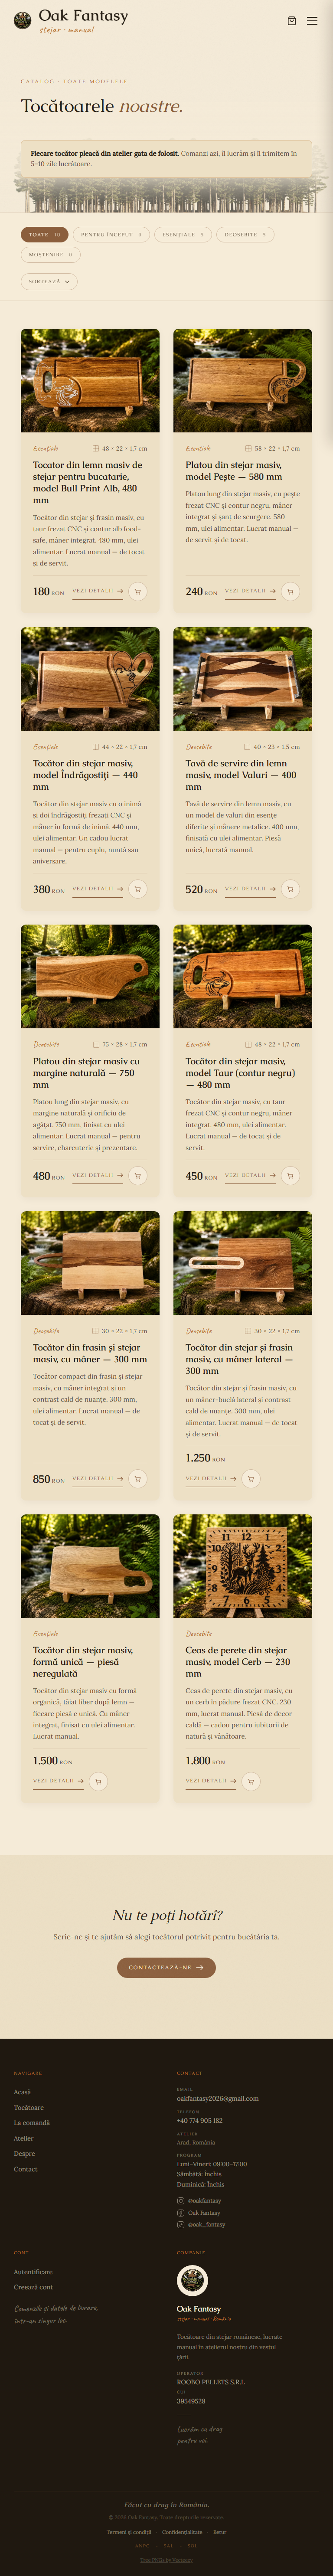 Oak Fantasy
stejar · manual
CATALOG · TOATE MODELELE
Tocătoarele noastre.
Fiecare tocător pleacă din atelier gata de folosit. Comanzi azi, îl lucrăm și îl trimitem în
5–10 zile lucrătoare.
TOATE 10
PENTRU ÎNCEPUT 0
ESENȚIALE 5
DEOSEBITE 5
MOȘTENIRE 0
SORTEAZĂ
Esențiale 48 × 22 × 1,7 cm
Tocator din lemn masiv de
stejar pentru bucatarie,
model Bull Print Alb, 480
mm
Tocător din stejar și frasin masiv, cu
taur frezat CNC și contur alb food-
safe, mâner integrat. 480 mm, ulei
alimentar. Lucrat manual — de tocat
și de servit.
180 RON VEZI DETALII
Esențiale 58 × 22 × 1,7 cm
Platou din stejar masiv,
model Pește — 580 mm
Platou lung din stejar masiv, cu pește
frezat CNC și contur negru, mâner
integrat și șanț de scurgere. 580
mm, ulei alimentar. Lucrat manual —
de servit și de tocat.
240 RON VEZI DETALII
Esențiale 44 × 22 × 1,7 cm
Tocător din stejar masiv,
model Îndrăgostiți — 440
mm
Tocător din stejar masiv cu o inimă
și doi îndrăgostiți frezați CNC și
mâner în formă de inimă. 440 mm,
ulei alimentar. Un cadou lucrat
manual — pentru cuplu, nuntă sau
aniversare.
380 RON VEZI DETALII
Deosebite 40 × 23 × 1,5 cm
Tavă de servire din lemn
masiv, model Valuri — 400
mm
Tavă de servire din lemn masiv, cu
un model de valuri din esențe
diferite și mânere metalice. 400 mm,
finisată cu ulei alimentar. Piesă
unică, lucrată manual.
520 RON VEZI DETALII
Deosebite 75 × 28 × 1,7 cm
Platou din stejar masiv cu
margine naturală — 750
mm
Platou lung din stejar masiv, cu
margine naturală și orificiu de
agățat. 750 mm, finisat cu ulei
alimentar. Lucrat manual — pentru
servire, charcuterie și prezentare.
480 RON VEZI DETALII
Esențiale 48 × 22 × 1,7 cm
Tocător din stejar masiv,
model Taur (contur negru)
— 480 mm
Tocător din stejar masiv, cu taur
frezat CNC și contur negru, mâner
integrat. 480 mm, ulei alimentar.
Lucrat manual — de tocat și de
servit.
450 RON VEZI DETALII
Deosebite 30 × 22 × 1,7 cm
Tocător din frasin și stejar
masiv, cu mâner — 300 mm
Tocător compact din frasin și stejar
masiv, cu mâner integrat și un
contrast cald de nuanțe. 300 mm,
ulei alimentar. Lucrat manual — de
tocat și de servit.
850 RON VEZI DETALII
Deosebite 30 × 22 × 1,7 cm
Tocător din stejar și frasin
masiv, cu mâner lateral —
300 mm
Tocător din stejar și frasin masiv, cu
un mâner-buclă lateral și contrast
cald de nuanțe. 300 mm, ulei
alimentar. Lucrat manual — de tocat
și de servit.
1.250 RON
VEZI DETALII
Esențiale
Tocător din stejar masiv,
formă unică — piesă
neregulată
Tocător din stejar masiv cu formă
organică, tăiat liber după lemn —
fiecare piesă e unică. Cu mâner
integrat, finisat cu ulei alimentar.
Lucrat manual.
1.500 RON
VEZI DETALII
Deosebite
Ceas de perete din stejar
masiv, model Cerb — 230
mm
Ceas de perete din stejar masiv, cu
un cerb în pădure frezat CNC. 230
mm, lucrat manual. Piesă de decor
caldă — cadou pentru iubitorii de
natură și vânătoare.
1.800 RON
VEZI DETALII
Nu te poți hotărî?
Scrie-ne și te ajutăm să alegi tocătorul potrivit pentru bucătăria ta.
CONTACTEAZĂ-NE
NAVIGARE
Acasă
Tocătoare
La comandă
Atelier
Despre
Contact
CONTACT
EMAIL
oakfantasy2026@gmail.com
TELEFON
+40 774 905 182
ATELIER
Arad, România
PROGRAM
Luni–Vineri: 09:00–17:00
Sâmbătă: Închis
Duminică: Închis
@oakfantasy
Oak Fantasy
@oak_fantasy
CONT
Autentificare
Creează cont
Comenzile și datele de livrare,
într-un singur loc.
COMPANIE
Oak Fantasy
stejar · manual · România
Tocătoare din stejar românesc, lucrate
manual în atelierul nostru din vestul
țării.
OPERATOR
ROOBO PELLETS S.R.L
CUI
39549528
Lucrăm cu drag
pentru voi.
Făcut cu drag în România.
© 2026 Oak Fantasy. Toate drepturile rezervate.
Termeni și condiții · Confidențialitate · Retur
ANPC · SAL · SOL